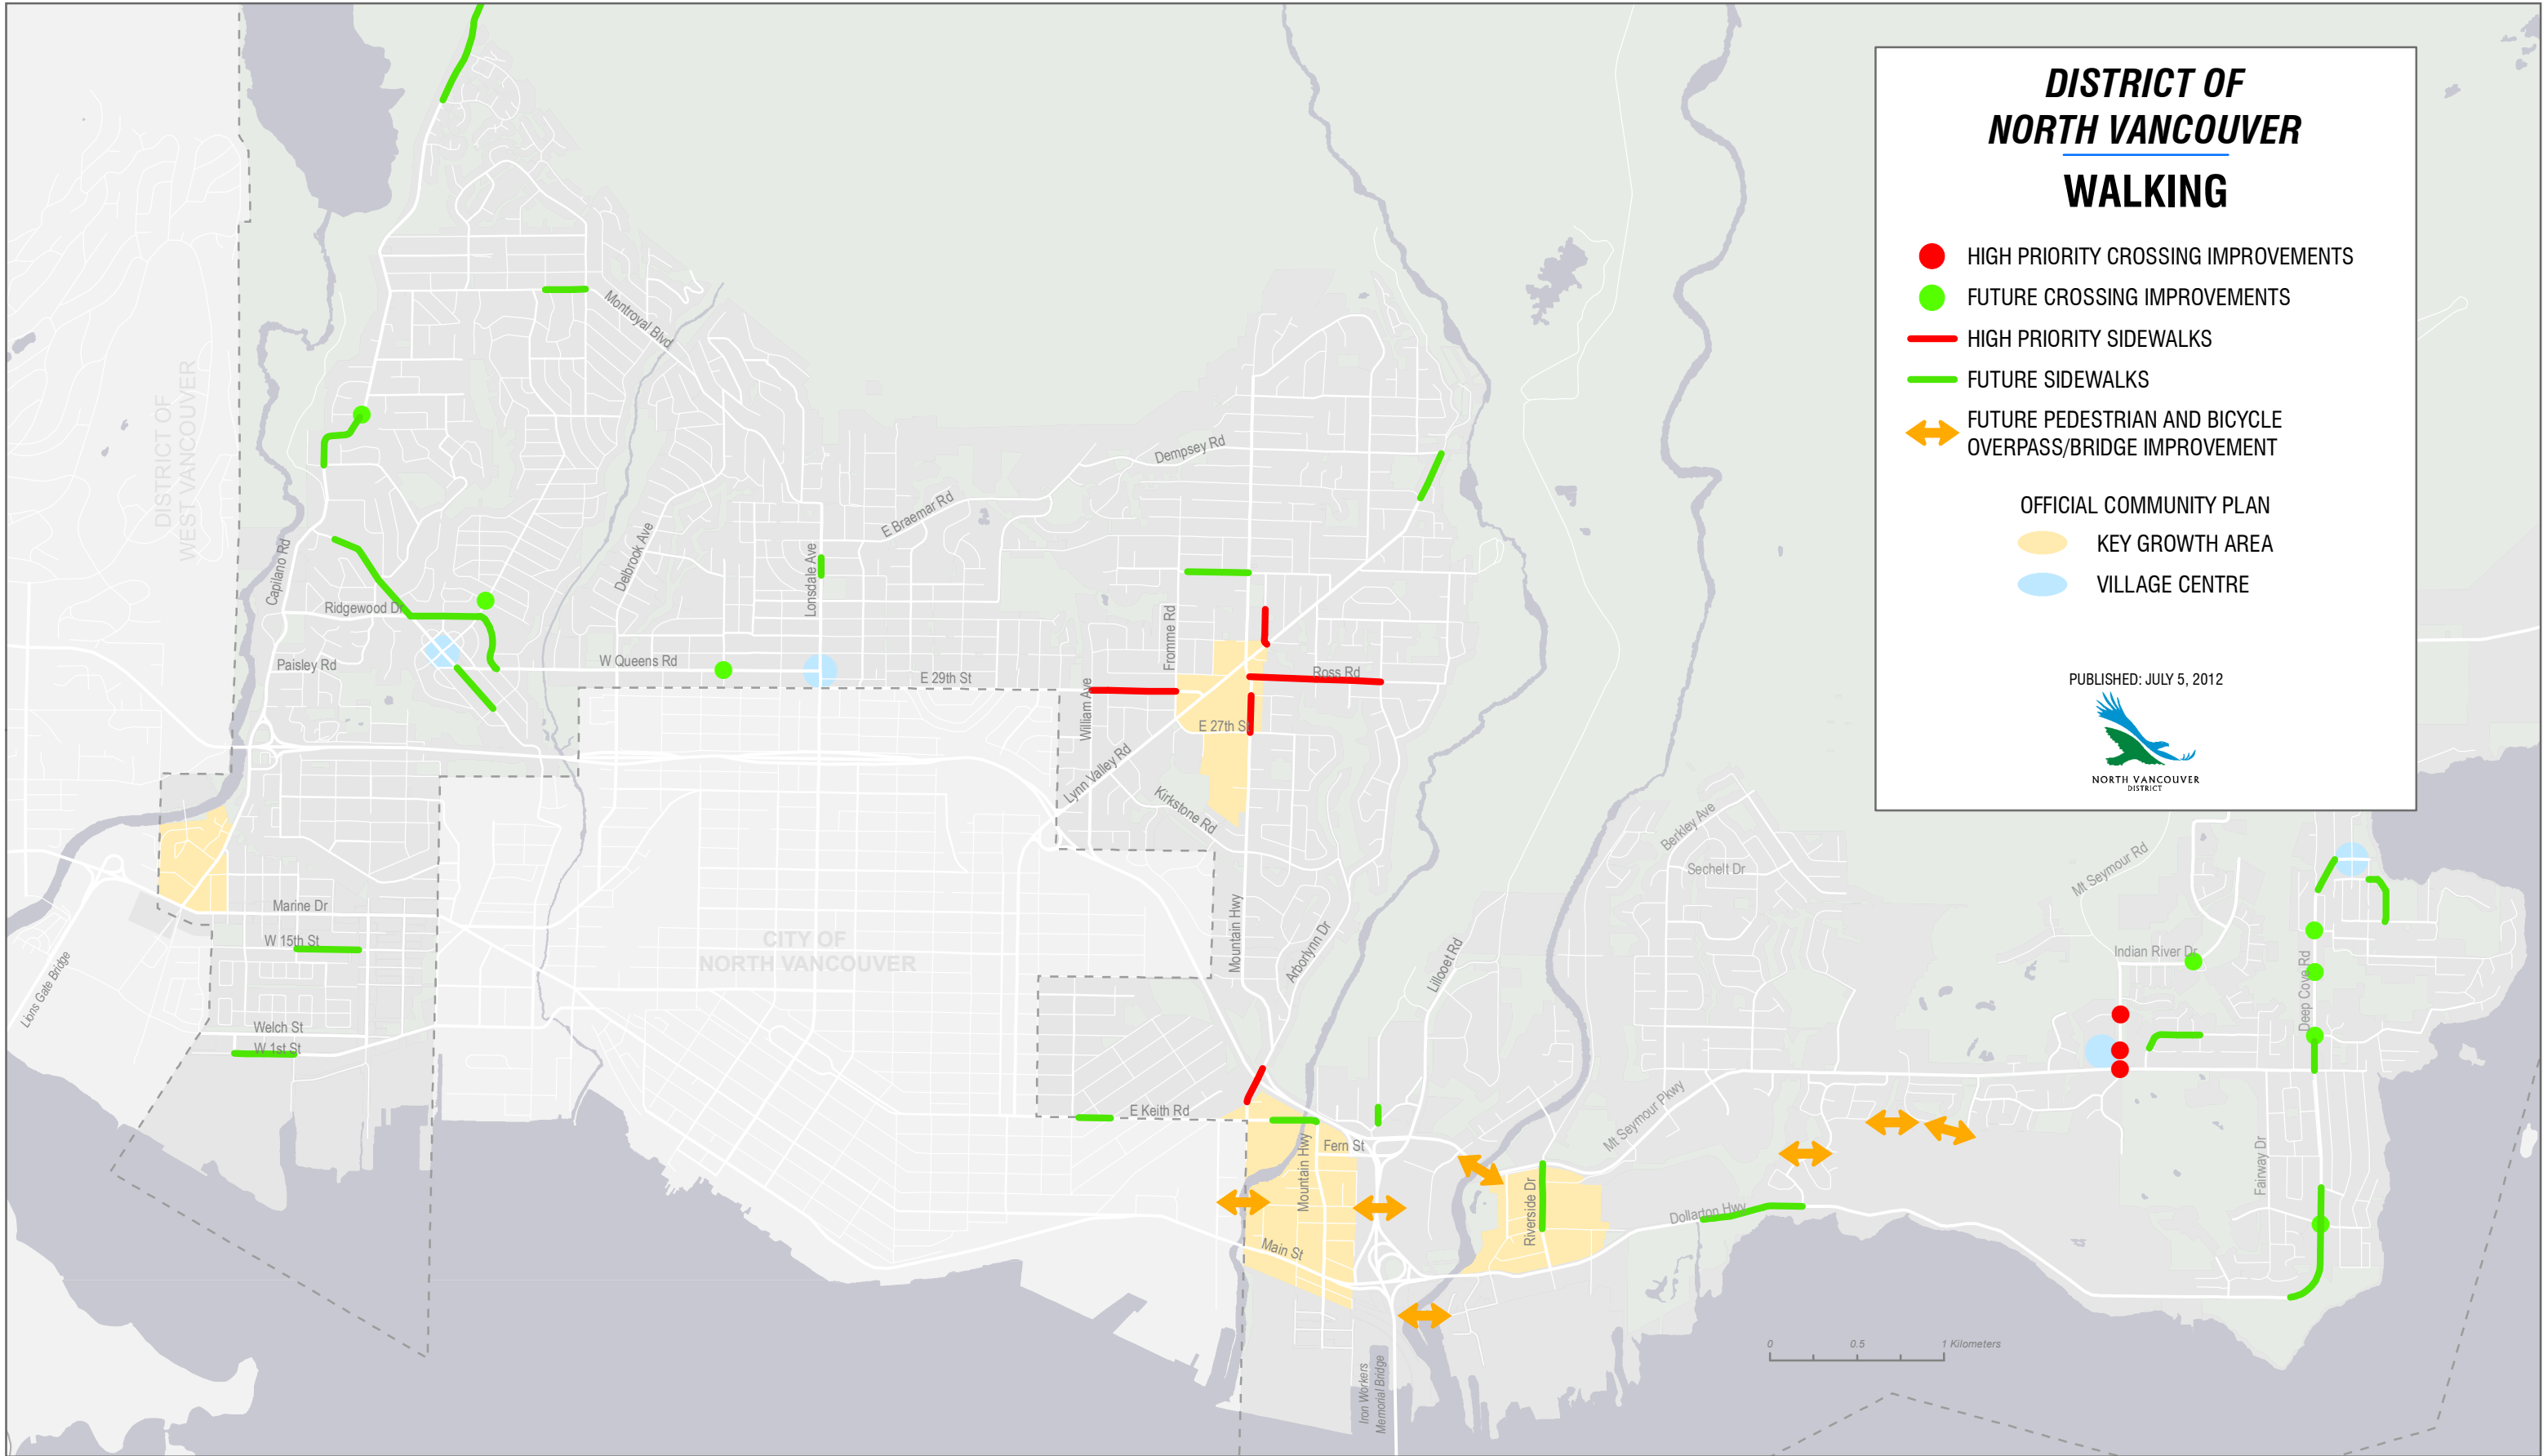 DISTRICT OF
NORTH VANCOUVER
WALKING
HIGH PRIORITY CROSSING IMPROVEMENTS
FUTURE CROSSING IMPROVEMENTS
HIGH PRIORITY SIDEWALKS
FUTURE SIDEWALKS
FUTURE PEDESTRIAN AND BICYCLE
OVERPASS/BRIDGE IMPROVEMENT
OFFICIAL COMMUNITY PLAN
KEY GROWTH AREA
VILLAGE CENTRE
PUBLISHED: JULY 5, 2012
NORTH VANCOUVER
DISTRICT
Montroyal Blvd
DISTRICT OF
WEST VANCOUVER
Dempsey Rd
E Braemar Rd
Delbrook Ave
Lonsdale Ave
Capilano Rd
Ridgewood Dr
Fromme Rd
Paisley Rd
W Queens Rd
E 29th St
Ross Rd
William Ave
E 27th St
Lynn Valley Rd
Kirkstone Rd
Berkley Ave
Sechelt Dr
Mt Seymour Rd
Marine Dr
W 15th St
CITY OF
NORTH VANCOUVER
Mountain Hwy
Arborlynn Dr
Lillooet Rd
Indian River Dr
Deep Cove Rd
Lions Gate Bridge
Welch St
W 1st St
E Keith Rd
Fern St
Mountain Hwy
Mt Seymour Pkwy
Fairway Dr
Riverside Dr
Dollarton Hwy
Main St
0
0.5
1 Kilometers
Iron Workers
Memorial Bridge